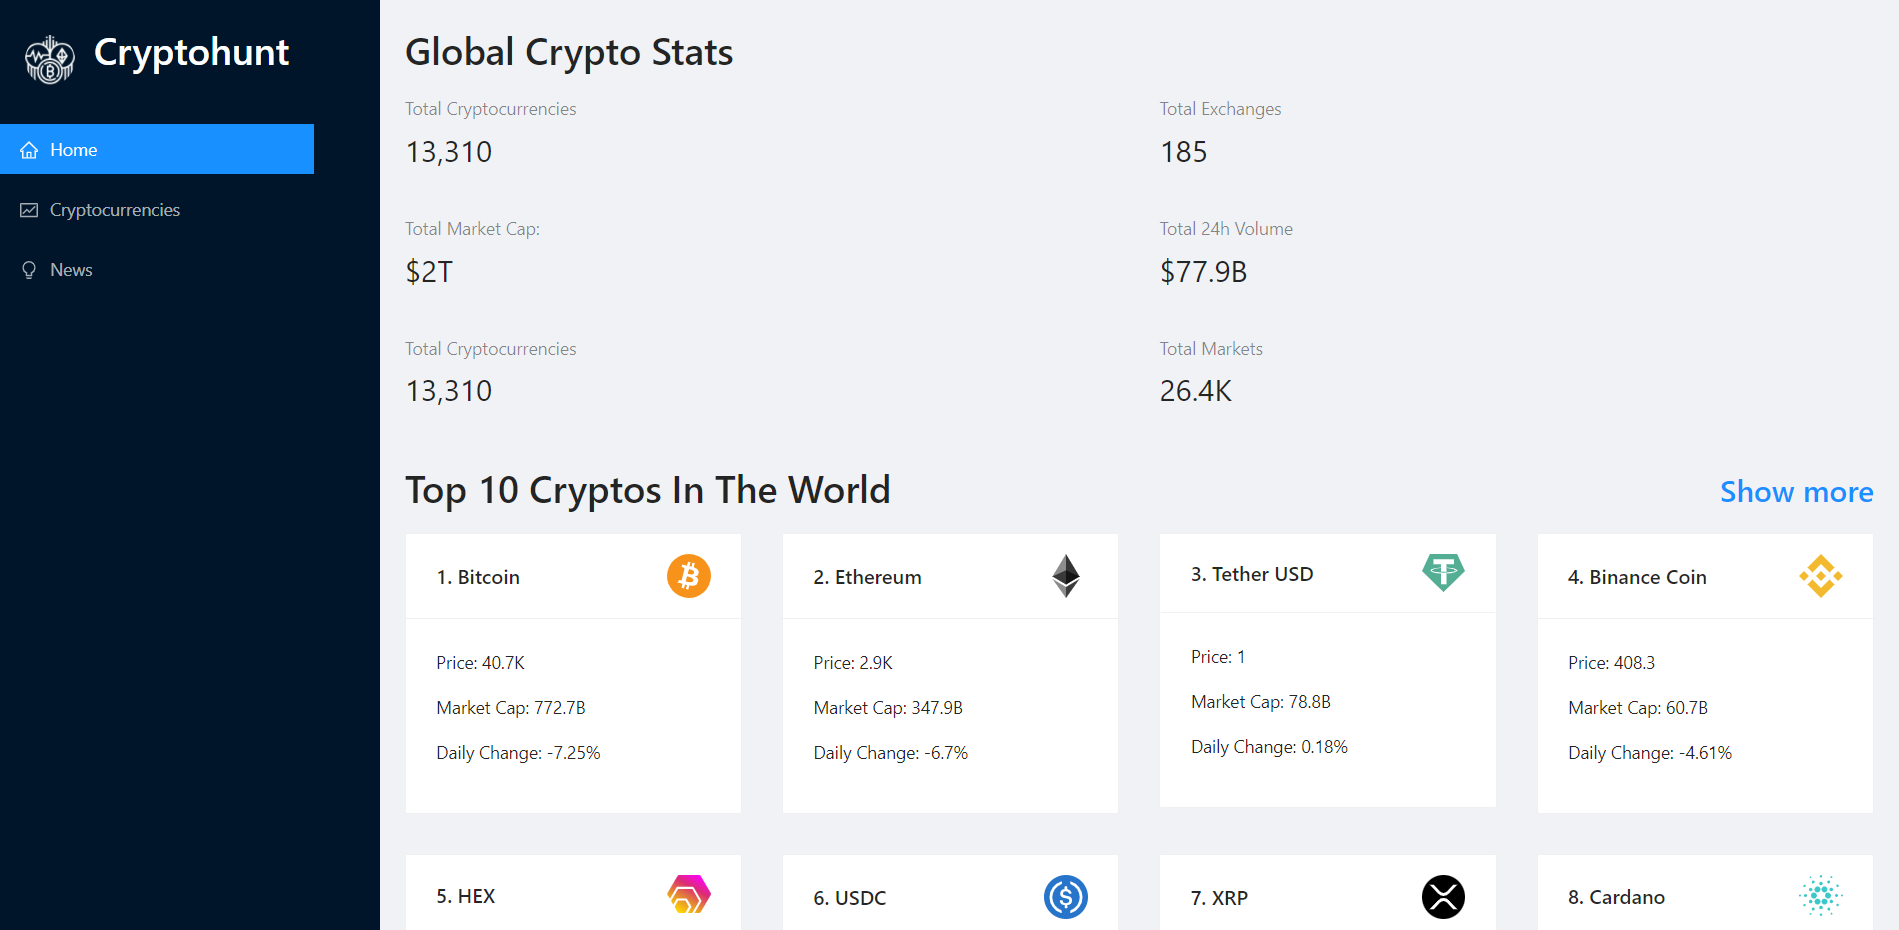 Cryptohunt
Home
Cryptocurrencies
News
Global Crypto Stats
Total Cryptocurrencies
13,310
Total Exchanges
185
Total Market Cap:
$2T
Total 24h Volume
$77.9B
Total Cryptocurrencies
13,310
Total Markets
26.4K
Top 10 Cryptos In The World
Show more
1. Bitcoin
Price: 40.7K
Market Cap: 772.7B
Daily Change: -7.25%
2. Ethereum
Price: 2.9K
Market Cap: 347.9B
Daily Change: -6.7%
3. Tether USD
Price: 1
Market Cap: 78.8B
Daily Change: 0.18%
4. Binance Coin
Price: 408.3
Market Cap: 60.7B
Daily Change: -4.61%
5. HEX
6. USDC
7. XRP
8. Cardano